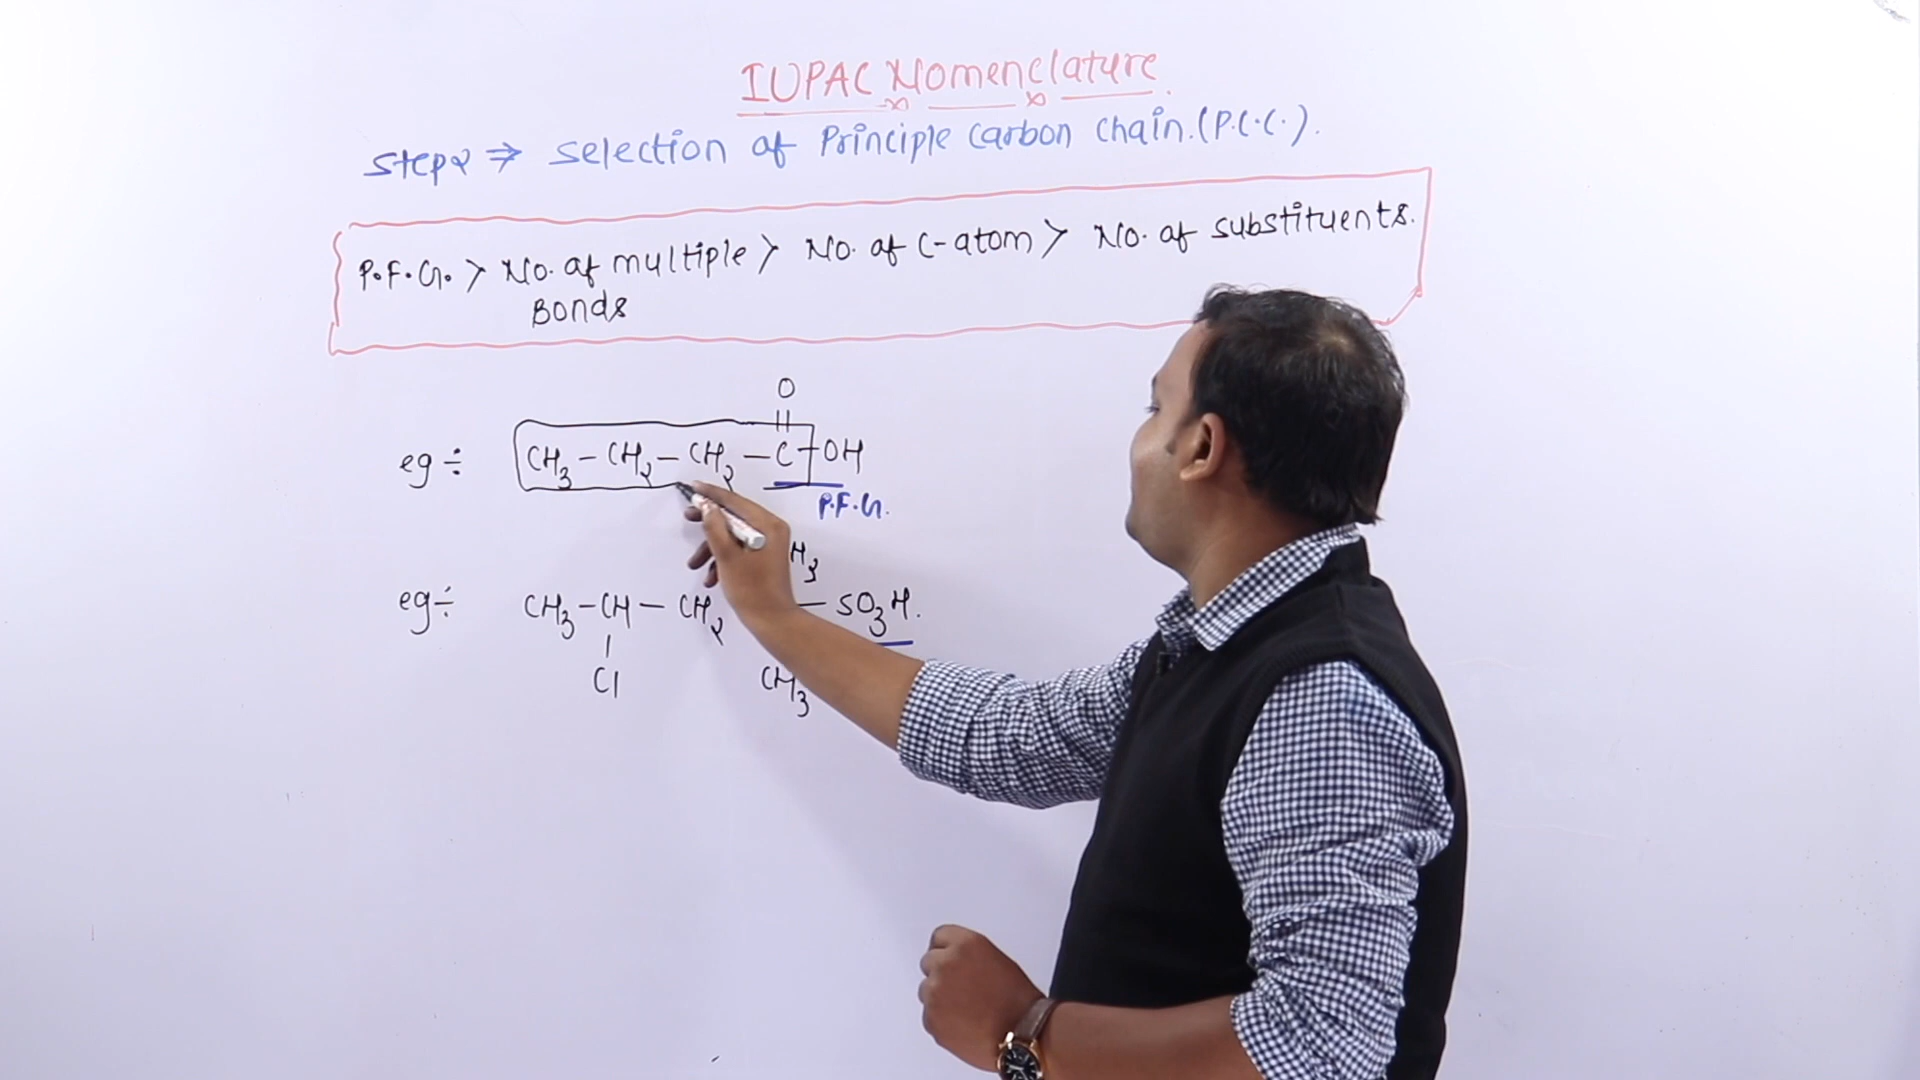 IUPAC Nomenclature
Step2 ⇒ Selection of Principle Carbon Chain.(P.C.C.).
P.F.G. > No. of multiple > No. of C-atom > No. of substituents.
Bonds
O
||
eg ÷ CH3 – CH2 – CH2 – C – OH
P.F.G.
H3
eg ÷ CH3 – CH – CH2 – SO3H.
|
Cl CH3